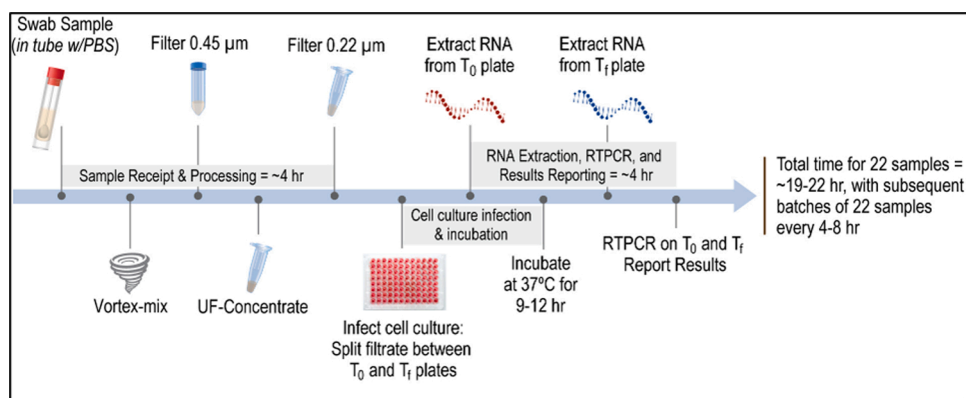 Swab Sample
(in tube w/PBS)
Filter 0.45 µm
Filter 0.22 µm
Extract RNA
from T₀ plate
Extract RNA
from Tf plate
Sample Receipt & Processing = ~4 hr
RNA Extraction, RTPCR, and
Results Reporting = ~4 hr
Total time for 22 samples =
~19-22 hr, with subsequent
batches of 22 samples
every 4-8 hr
Cell culture infection
& incubation
Vortex-mix
UF-Concentrate
Infect cell culture:
Split filtrate between
T₀ and Tf plates
Incubate
at 37ºC for
9-12 hr
RTPCR on T₀ and Tf
Report Results